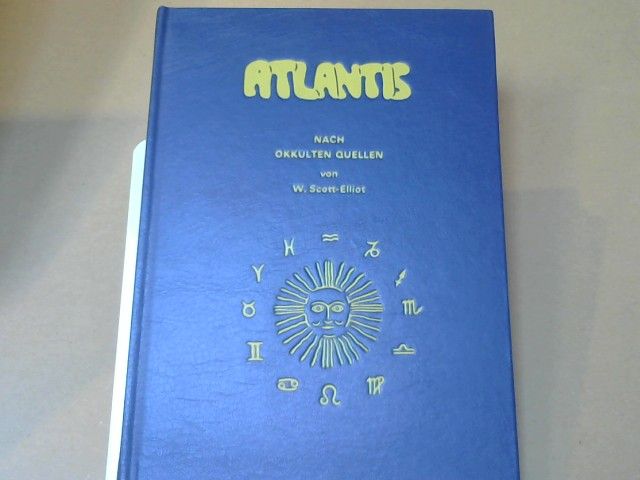 ATLANTIS
NACH
OKKULTEN QUELLEN
von
W. Scott-Elliot